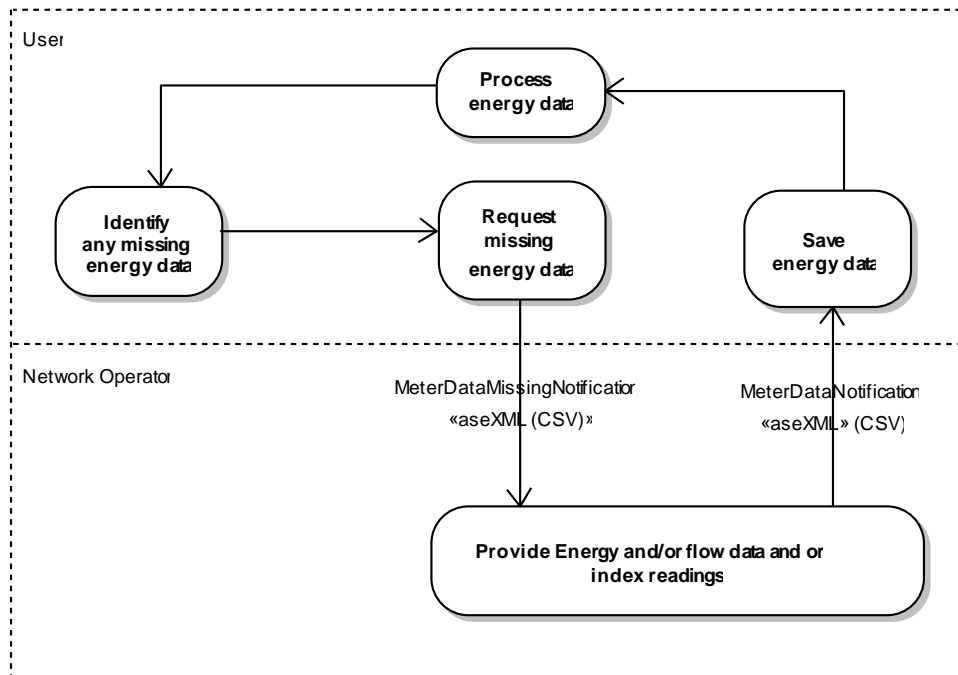 User
Process
energy data
Identify
any missing
energy data
Request
missing
energy data
Save
energy data
Network Operator
MeterDataMissingNotification
«aseXML (CSV)»
MeterDataNotification
«aseXML» (CSV)
Provide Energy and/or flow data and or
index readings